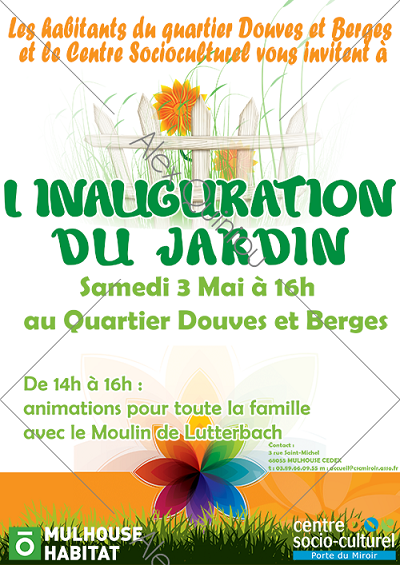 Les habitants du quartier Douves et Berges
et le Centre Socioculturel vous invitent à
L INAUGURATION
DU JARDIN
Samedi 3 Mai à 16h
au Quartier Douves et Berges
De 14h à 16h :
animations pour toute la famille
avec le Moulin de Lutterbach
Contact :
3 rue Saint-Michel
MULHOUSE CEDEX
MULHOUSE
HABITAT
centre
socio-culturel
Porte du Miroir